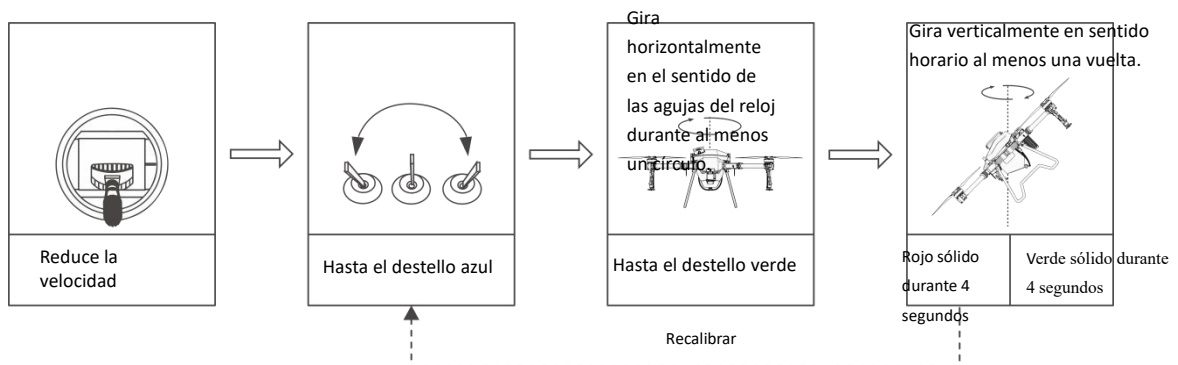 Reduce la
velocidad
Hasta el destello azul
Gira
horizontalmente
en el sentido de
las agujas del reloj
durante al menos
un círculo.
Hasta el destello verde
Gira verticalmente en sentido
horario al menos una vuelta.
Rojo sólido
durante 4
segundos
Verde sólido durante
4 segundos
Recalibrar